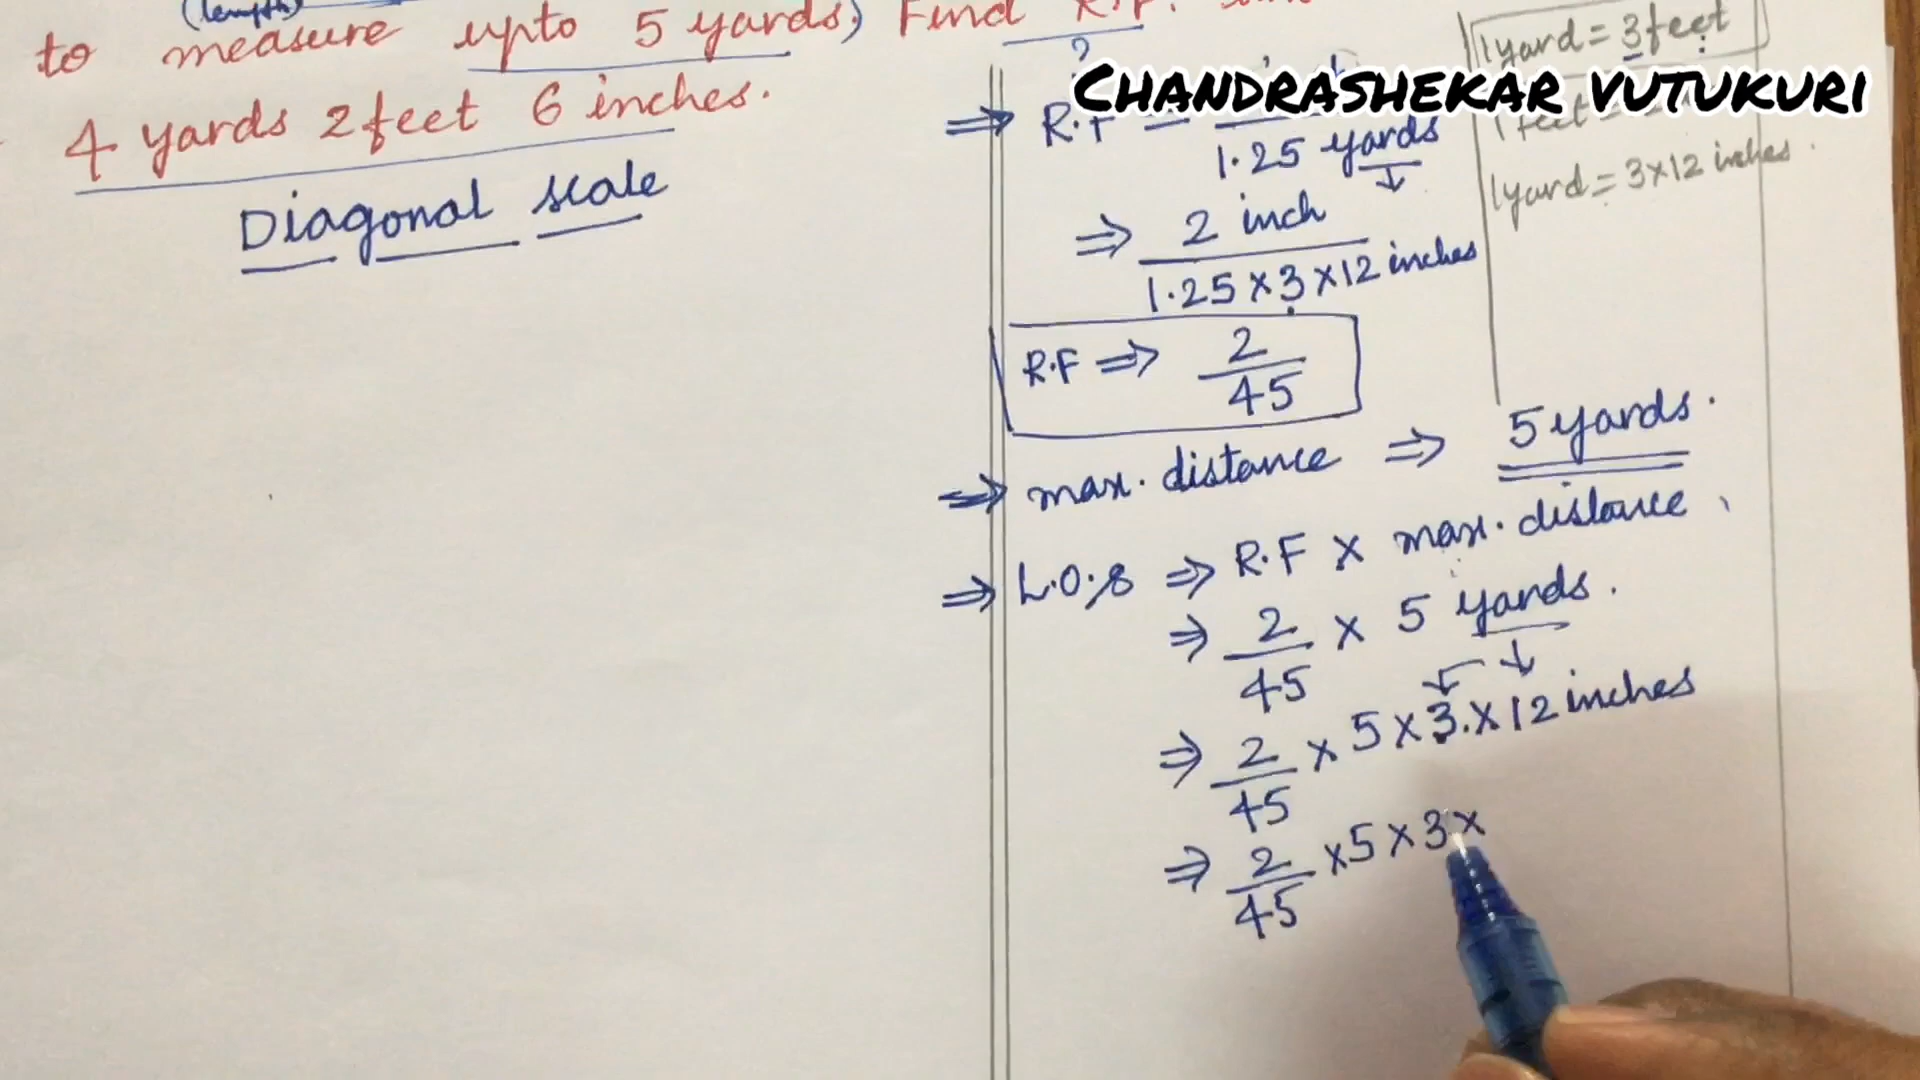 (length)
to measure upto 5 yards) Find R.F.
4 yards 2 feet 6 inches.
Diagonal scale
?
CHANDRASHEKAR VUTUKURI
⇒ R.F =
1.25 yards
↓
⇒ 2 inch
1.25 × 3 × 12 inches
R.F ⇒ 2
45
⇒ max. distance ⇒ 5 yards.
⇒ L.O.S ⇒ R.F × max. distance
⇒ 2 × 5 yards.
45
⇒ 2 × 5 × 3 × 12 inches
45
⇒ 2 × 5 × 3 ×
45
1 yard = 3 feet
1 feet =
1 yard = 3×12 inches.